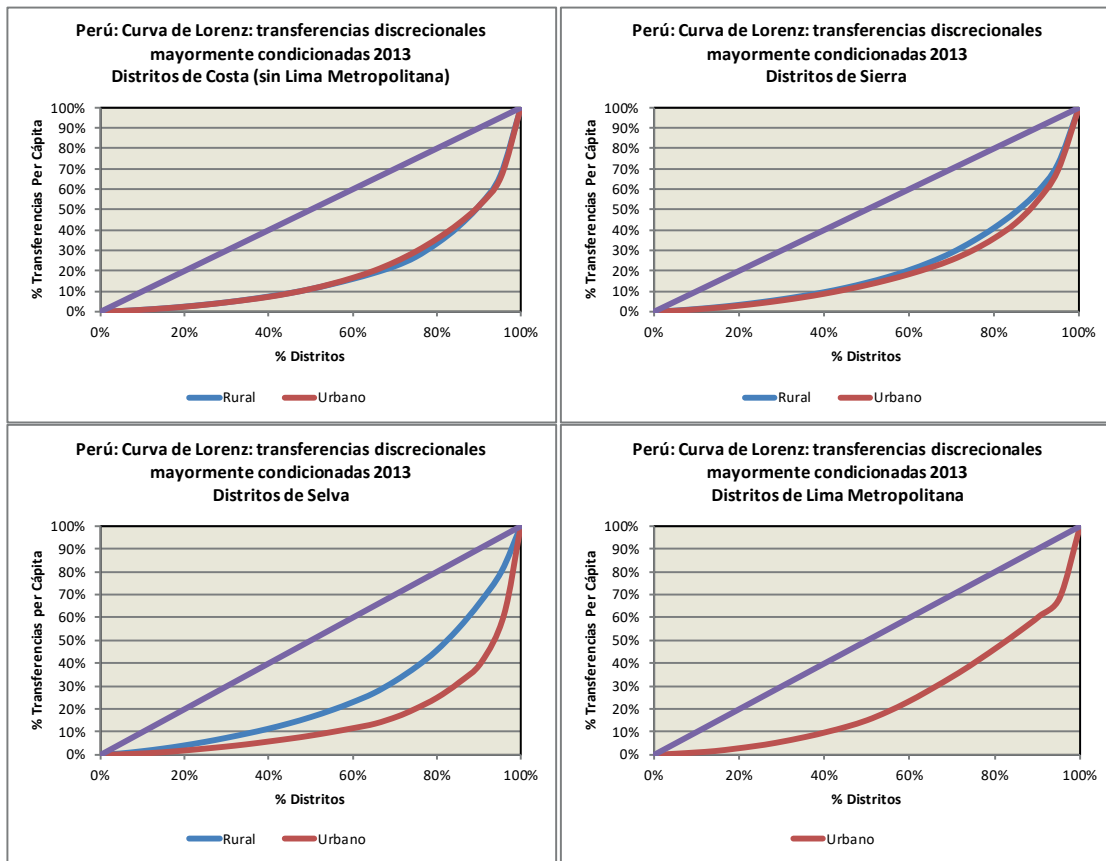 Perú: Curva de Lorenz: transferencias discrecionales
mayormente condicionadas 2013
Distritos de Costa (sin Lima Metropolitana)
100%
90%
80%
70%
60%
50%
40%
30%
20%
10%
0%
% Transferencias Per Cápita
0% 20% 40% 60% 80% 100%
% Distritos
Rural Urbano
Perú: Curva de Lorenz: transferencias discrecionales
mayormente condicionadas 2013
Distritos de Sierra
100%
90%
80%
70%
60%
50%
40%
30%
20%
10%
0%
% Transferencias Per Cápita
0% 20% 40% 60% 80% 100%
% Distritos
Rural Urbano
Perú: Curva de Lorenz: transferencias discrecionales
mayormente condicionadas 2013
Distritos de Selva
100%
90%
80%
70%
60%
50%
40%
30%
20%
10%
0%
% Transferencias per Cápita
0% 20% 40% 60% 80% 100%
% Distritos
Rural Urbano
Perú: Curva de Lorenz: transferencias discrecionales
mayormente condicionadas 2013
Distritos de Lima Metropolitana
100%
90%
80%
70%
60%
50%
40%
30%
20%
10%
0%
% Transferencias Per Cápita
0% 20% 40% 60% 80% 100%
% Distritos
Urbano